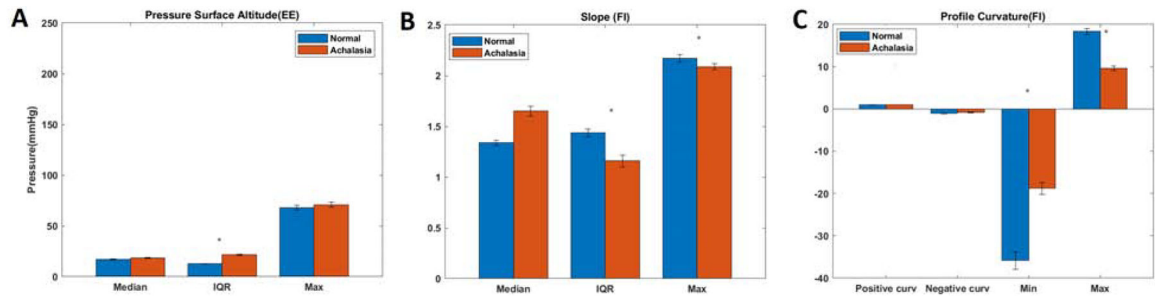 A
Pressure Surface Altitude(EE)
Pressure(mmHg)
250
200
150
100
50
0
Normal
Achalasia
*
Median IQR Max
B
Slope (FI)
2.5
2
1.5
1
0.5
0
Normal
Achalasia
*
*
Median IQR Max
C
Profile Curvature(FI)
20
10
0
-10
-20
-30
-40
Normal
Achalasia
*
*
Positive curv Negative curv Min Max